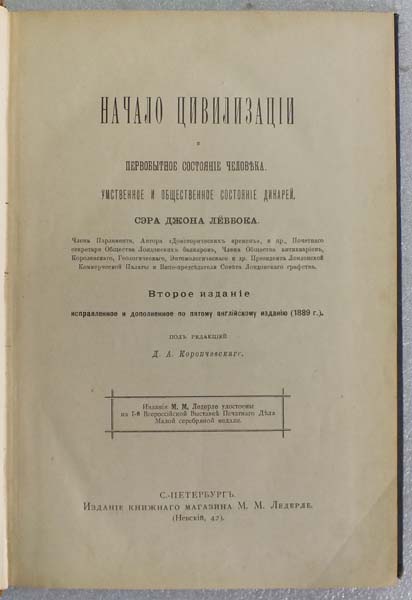 НАЧАЛО ЦИВИЛИЗАЦІИ
и
ПЕРВОБЫТНОЕ СОСТОЯНІЕ ЧЕЛОВѢКА.
УМСТВЕННОЕ И ОБЩЕСТВЕННОЕ СОСТОЯНІЕ ДИКАРЕЙ,
СЭРА ДЖОНА ЛЁББОКА.
Члена Парламента, Автора «Доисторическихъ временъ», и пр., Почетнаго
секретаря Общества Лондонскихъ банкировъ, Члена Общества антикваріевъ,
Королевскаго, Геологическаго, Энтомологическаго и др. Президента Лондонской
Коммерческой Палаты и Вице-предсѣдателя Совѣта Лондонскаго графства.
Второе изданіе
исправленное и дополненное по пятому англійскому изданію (1889 г.).
ПОДЪ РЕДАКЦІЕЙ
Д. А. Коропчевскаго.
Изданія М. М. Ледерле удостоены
на 1-й Всероссійской Выставкѣ Печатнаго Дѣла
Малой серебряной медали.
С.-ПЕТЕРБУРГЪ.
Изданіе книжнаго магазина М. М. Ледерле.
(Невскій, 42).